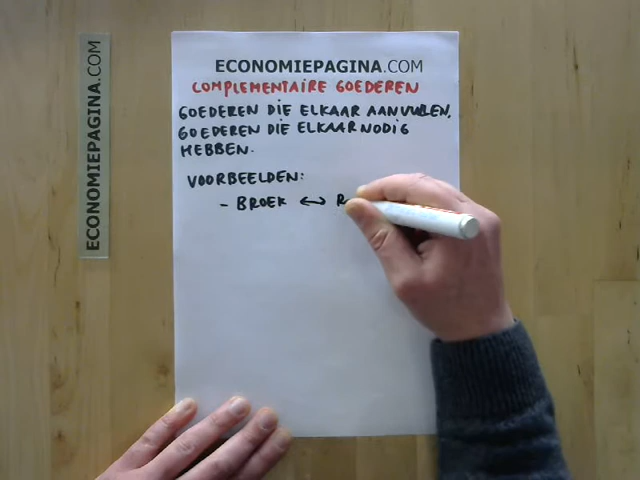 ECONOMIEPAGINA.COM
COMPLEMENTAIRE GOEDEREN
GOEDEREN DIE ELKAAR AANVULLEN.
GOEDEREN DIE ELKAAR NODIG
HEBBEN.
VOORBEELDEN:
- BROEK ↔ R
ECONOMIEPAGINA.COM